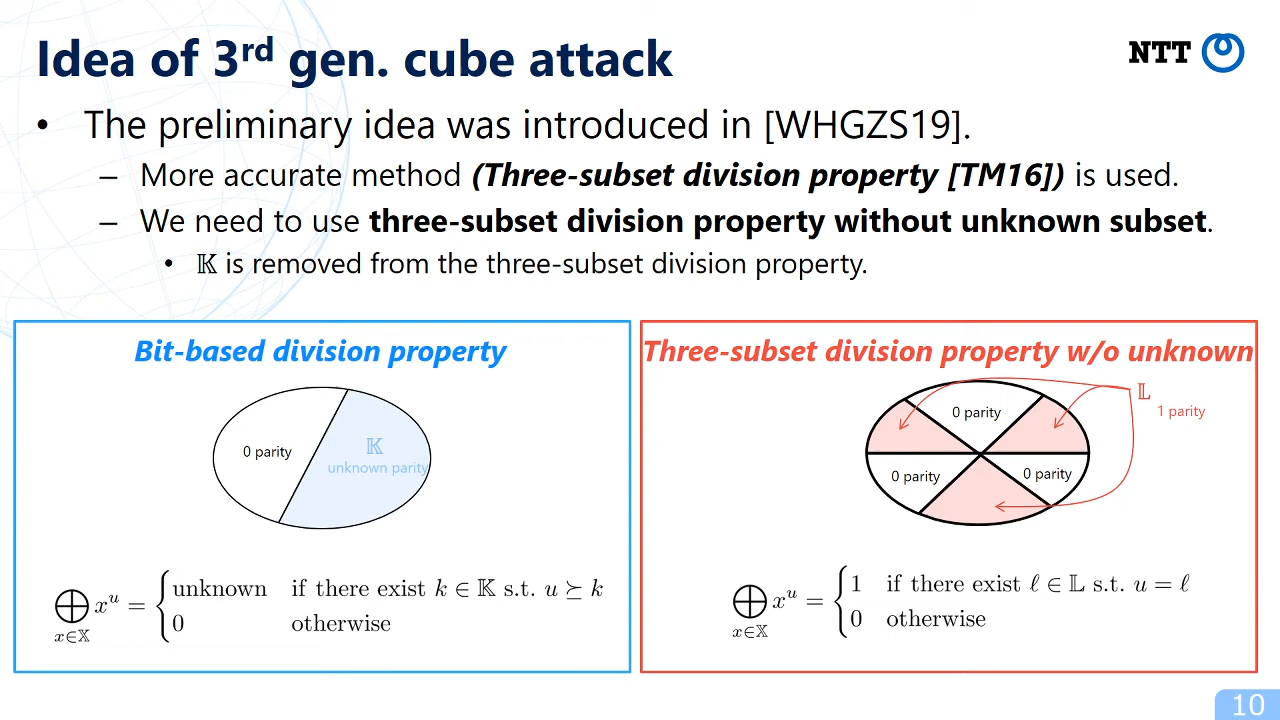 Idea of 3rd gen. cube attack
NTT
• The preliminary idea was introduced in [WHGZS19].
– More accurate method (Three-subset division property [TM16]) is used.
– We need to use three-subset division property without unknown subset.
• 𝕂 is removed from the three-subset division property.
Bit-based division property
0 parity
𝕂
unknown parity
⨁ x∈𝕏 xᵘ = { unknown if there exist k ∈ 𝕂 s.t. u ⪰ k
0 otherwise
Three-subset division property w/o unknown
𝕃
1 parity
0 parity
0 parity
0 parity
⨁ x∈𝕏 xᵘ = { 1 if there exist ℓ ∈ 𝕃 s.t. u = ℓ
0 otherwise
10